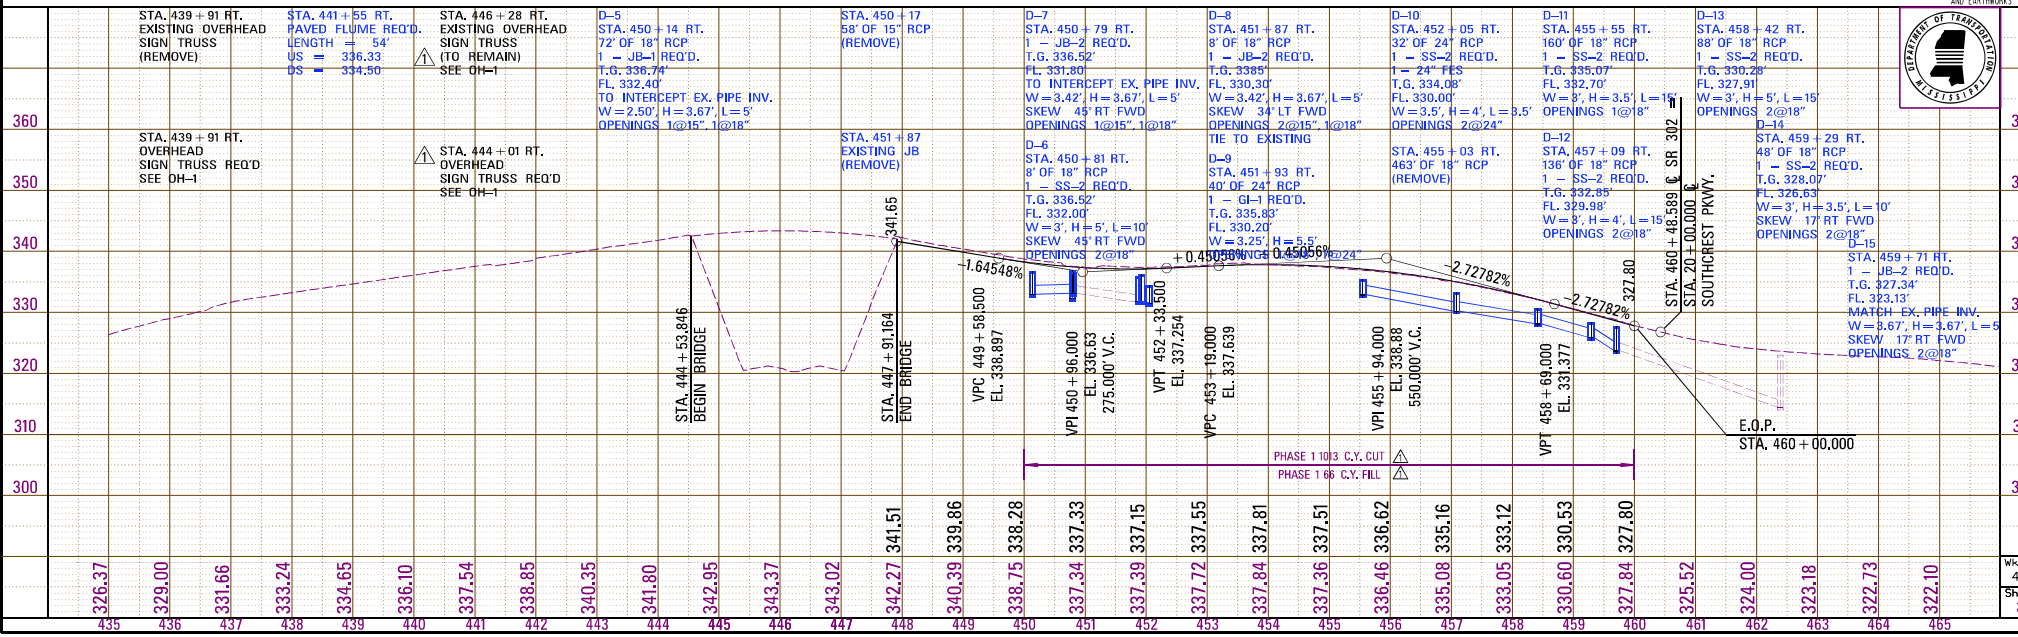 AND EARTHWORKS
DEPARTMENT OF TRANSPORTATION
MISSISSIPPI
STA. 439+91 RT.
EXISTING OVERHEAD
SIGN TRUSS
(REMOVE)
STA. 439+91 RT.
OVERHEAD
SIGN TRUSS REQ'D
SEE OH-1
STA. 441+55 RT.
PAVED FLUME REQ'D.
LENGTH = 54'
US = 336.33
DS = 334.50
STA. 446+28 RT.
EXISTING OVERHEAD
SIGN TRUSS
1 (TO REMAIN)
SEE OH-1
1 STA. 444+01 RT.
OVERHEAD
SIGN TRUSS REQ'D
SEE OH-1
D-5
STA. 450+14 RT.
72' OF 18" RCP
1 - JB-1 REQ'D.
T.G. 336.74'
FL. 332.40'
TO INTERCEPT EX. PIPE INV.
W=2.50', H=3.67', L=5'
OPENINGS 1@15", 1@18"
STA. 450+17
58' OF 15" RCP
(REMOVE)
STA. 451+87
EXISTING JB
(REMOVE)
D-7
STA. 450+79 RT.
1 - JB-2 REQ'D.
T.G. 336.52'
FL. 331.80'
TO INTERCEPT EX. PIPE INV.
W=3.42', H=3.67', L=5'
SKEW 45° RT FWD
OPENINGS 1@15", 1@18"
D-6
STA. 450+81 RT.
8' OF 18" RCP
1 - SS-2 REQ'D.
T.G. 336.52'
FL. 332.00'
W=3', H=5', L=10'
SKEW 45° RT FWD
OPENINGS 2@18"
D-8
STA. 451+87 RT.
8' OF 18" RCP
1 - JB-2 REQ'D.
T.G. 3385'
FL. 330.30'
W=3.42', H=3.67', L=5'
SKEW 34° LT FWD
OPENINGS 2@15", 1@18"
TIE TO EXISTING
D-9
STA. 451+93 RT.
40' OF 24" RCP
1 - GI-1 REQ'D.
T.G. 335.83'
FL. 330.20'
W=3.25', H=5.5'
D-10
STA. 452+05 RT.
32' OF 24" RCP
1 - SS-2 REQ'D.
1 - 24" FES
T.G. 334.08'
FL. 330.00'
W=3.5', H=4', L=3.5'
OPENINGS 2@24"
STA. 455+03 RT.
463' OF 18" RCP
(REMOVE)
D-11
STA. 455+55 RT.
160' OF 18" RCP
1 - SS-2 REQ'D.
T.G. 335.07'
FL. 332.70'
W=3', H=3.5', L=15'
OPENINGS 1@18"
D-12
STA. 457+09 RT.
136' OF 18" RCP
1 - SS-2 REQ'D.
T.G. 332.85'
FL. 329.98'
W=3', H=4', L=15'
OPENINGS 2@18"
D-13
STA. 458+42 RT.
88' OF 18" RCP
1 - SS-2 REQ'D.
T.G. 330.28'
FL. 327.91'
W=3', H=5', L=15'
OPENINGS 2@18"
D-14
STA. 459+29 RT.
48' OF 18" RCP
1 - SS-2 REQ'D.
T.G. 328.07'
FL. 326.63'
W=3', H=3.5', L=10'
SKEW 17° RT FWD
OPENINGS 2@18"
D-15
STA. 459+71 RT.
1 - JB-2 REQ'D.
T.G. 327.34'
FL. 323.13'
MATCH EX. PIPE INV.
W=3.67', H=3.67', L=5
SKEW 17° RT FWD
OPENINGS 2@18"
360
350
340
330
320
310
300
STA. 444+53.846
BEGIN BRIDGE
341.65
STA. 447+91.164
END BRIDGE
-1.64548%
VPC 449+58.500
EL. 338.897
VPI 450+96.000
EL. 336.63
275.000' V.C.
+0.45056%
VPT 452+33.500
EL. 337.254
+0.45056%
VPC 453+19.000
EL. 337.639
VPI 455+94.000
EL. 338.88
550.000' V.C.
-2.72782%
VPT 458+69.000
EL. 331.377
-2.72782%
327.80
STA. 460+48.589 ℄ SR 302 =
STA. 20+00.000 ℄
SOUTHCREST PKWY.
E.O.P.
STA. 460+00.000
PHASE 1 1013 C.Y. CUT 1
PHASE 1 66 C.Y. FILL 1
341.51 339.86 338.28 337.33 337.15 337.55 337.81 337.51 336.62 335.16 333.12 330.53 327.80
326.37 329.00 331.66 333.24 334.65 336.10 337.54 338.85 340.35 341.80 342.95 343.37 343.02 342.27 340.39 338.75 337.34 337.39 337.72 337.84 337.36 336.46 335.08 333.05 330.60 327.84 325.52 324.00 323.18 322.73 322.10
435 436 437 438 439 440 441 442 443 444 445 446 447 448 449 450 451 452 453 454 455 456 457 458 459 460 461 462 463 464 465